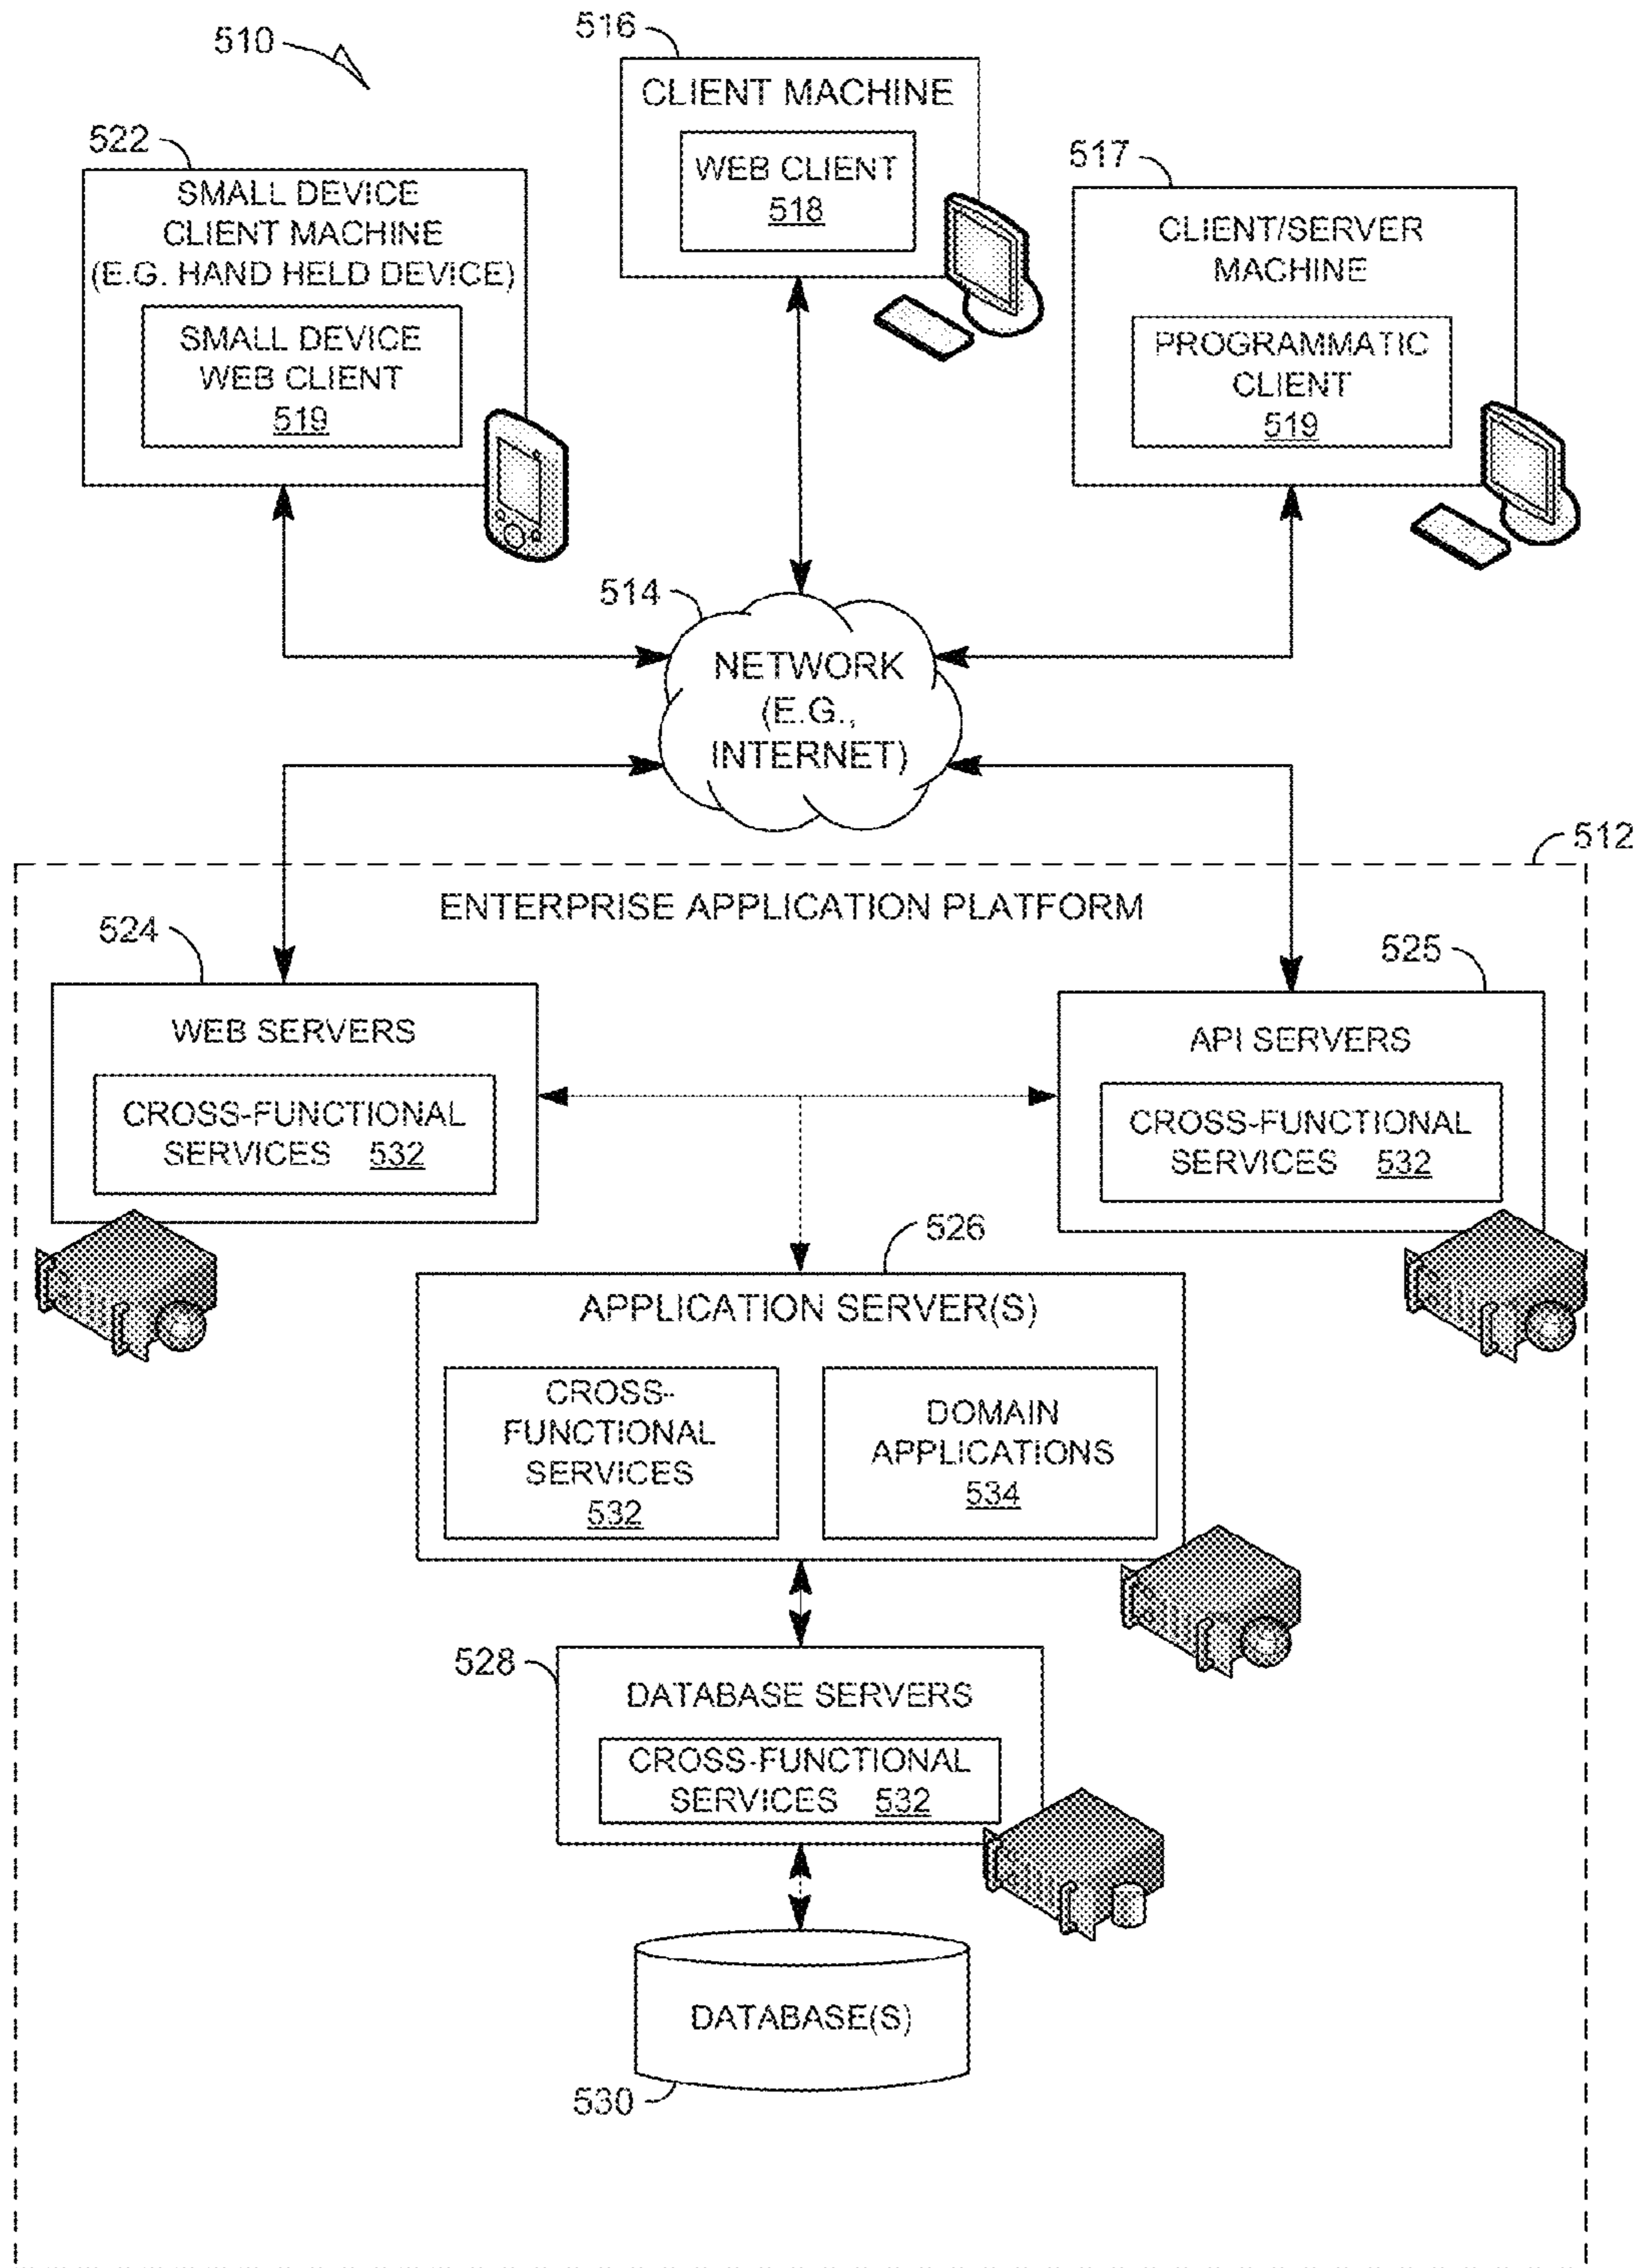 510
516
CLIENT MACHINE
WEB CLIENT
518
522
SMALL DEVICE
CLIENT MACHINE
(E.G. HAND HELD DEVICE)
SMALL DEVICE
WEB CLIENT
519
517
CLIENT/SERVER
MACHINE
PROGRAMMATIC
CLIENT
519
514
NETWORK
(E.G.,
INTERNET)
512
ENTERPRISE APPLICATION PLATFORM
524
WEB SERVERS
CROSS-FUNCTIONAL
SERVICES 532
525
API SERVERS
CROSS-FUNCTIONAL
SERVICES 532
526
APPLICATION SERVER(S)
CROSS-
FUNCTIONAL
SERVICES
532
DOMAIN
APPLICATIONS
534
528
DATABASE SERVERS
CROSS-FUNCTIONAL
SERVICES 532
DATABASE(S)
530